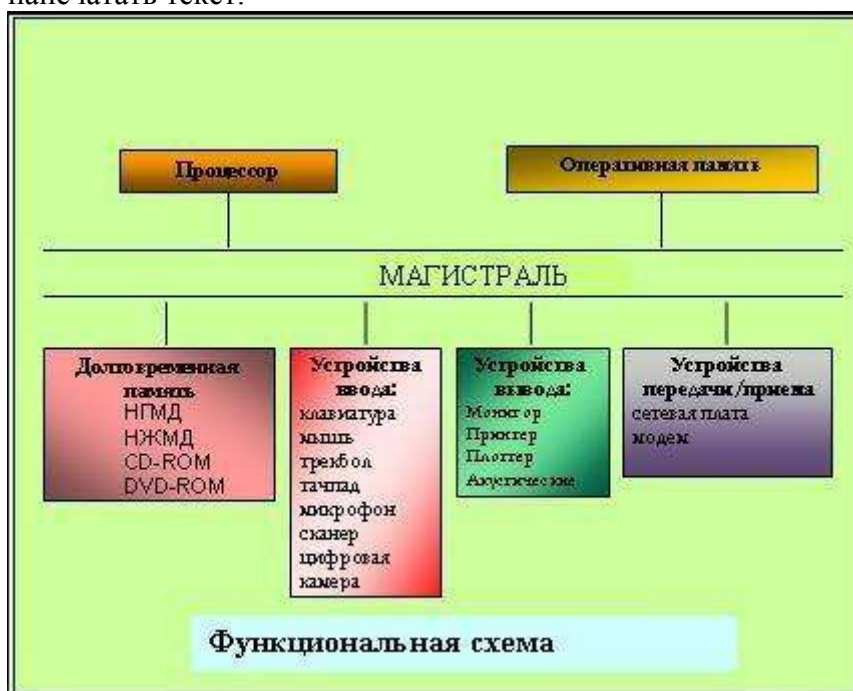 напечатать текст.
Процессор
Оперативная память
МАГИСТРАЛЬ
Долговременная
память
НГМД
НЖМД
CD-ROM
DVD-ROM
Устройства
ввода:
клавиатура
мышь
трекбол
тачпад
микрофон
сканер
цифровая
камера
Устройства
вывода:
Монитор
Принтер
Плоттер
Акустические
Устройства
передачи/приема
сетевая плата
модем
Функциональная схема